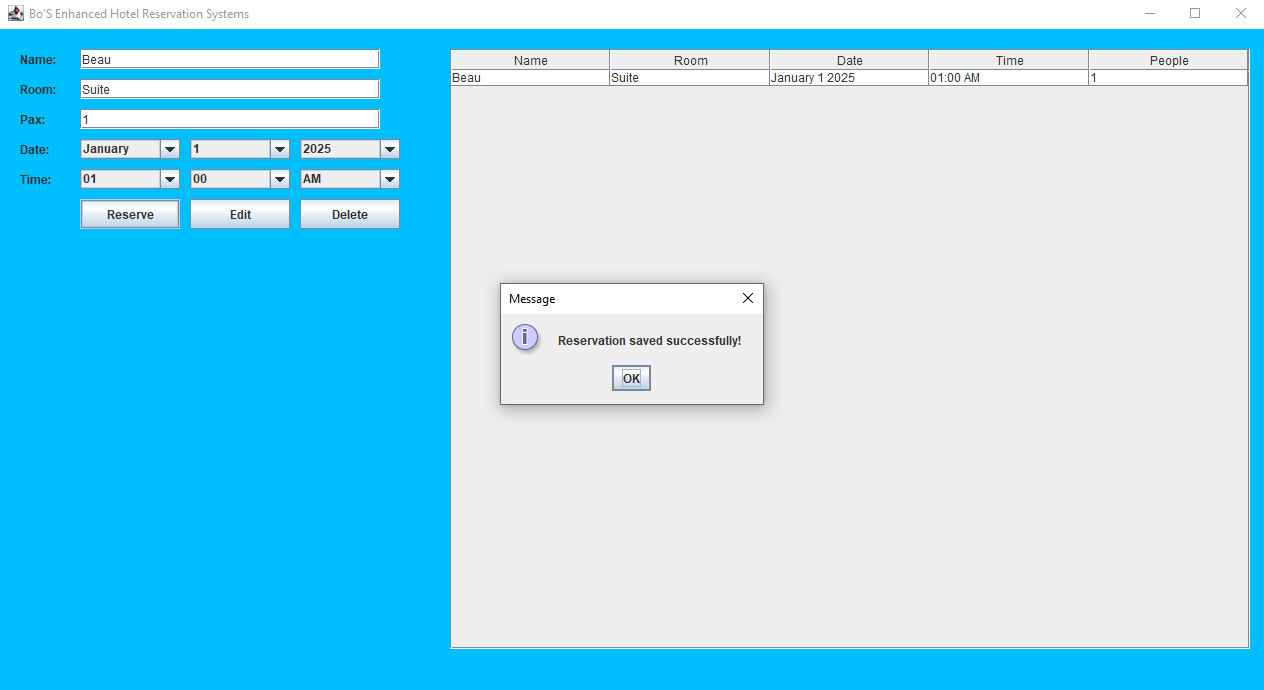 Bo'S Enhanced Hotel Reservation Systems
Name: Beau
Room: Suite
Pax: 1
Date: January 1 2025
Time: 01 00 AM
Reserve Edit Delete
Name Room Date Time People
Beau Suite January 1 2025 01:00 AM 1
Message
i
Reservation saved successfully!
OK